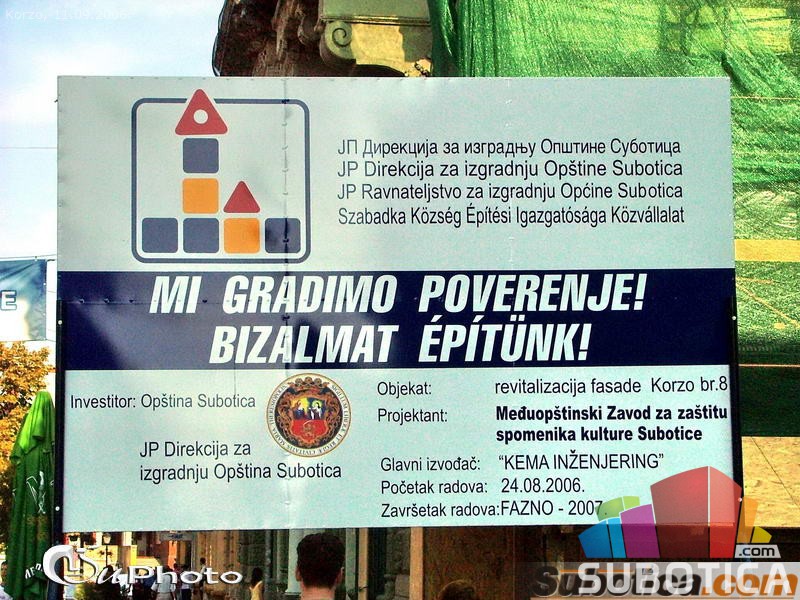 Korzo,
ЈП Дирекција за изградњу Општине Суботица
JP Direkcija za izgradnju Opštine Subotica
JP Ravnateljstvo za izgradnju Općine Subotica
Szabadka Község Építési Igazgatósága Közvállalat
MI GRADIMO POVERENJE!
BIZALMAT ÉPÍTÜNK!
Investitor: Opština Subotica
JP Direkcija za
izgradnju Opština Subotica
Objekat: revitalizacija fasade Korzo br.8
Projektant: Međuopštinski Zavod za zaštitu
spomenika kulture Subotice
Glavni izvođač: “KEMA INŽENJERING”
Početak radova: 24.08.2006.
Završetak radova:FAZNO - 2007
E
Photo
.com
SUBOTICA
Subotica.com